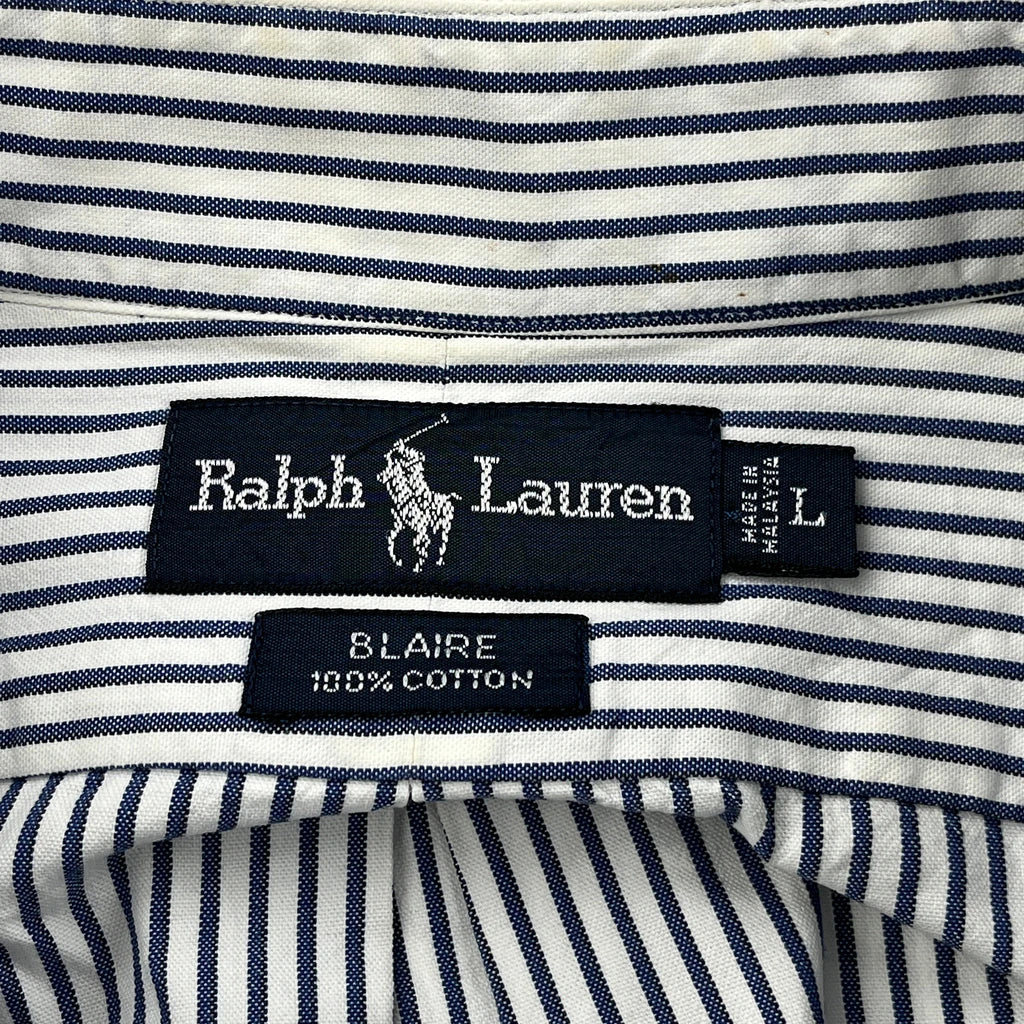 Ralph Lauren
MADE IN
MALAYSIA
L
BLAIRE
100% COTTON